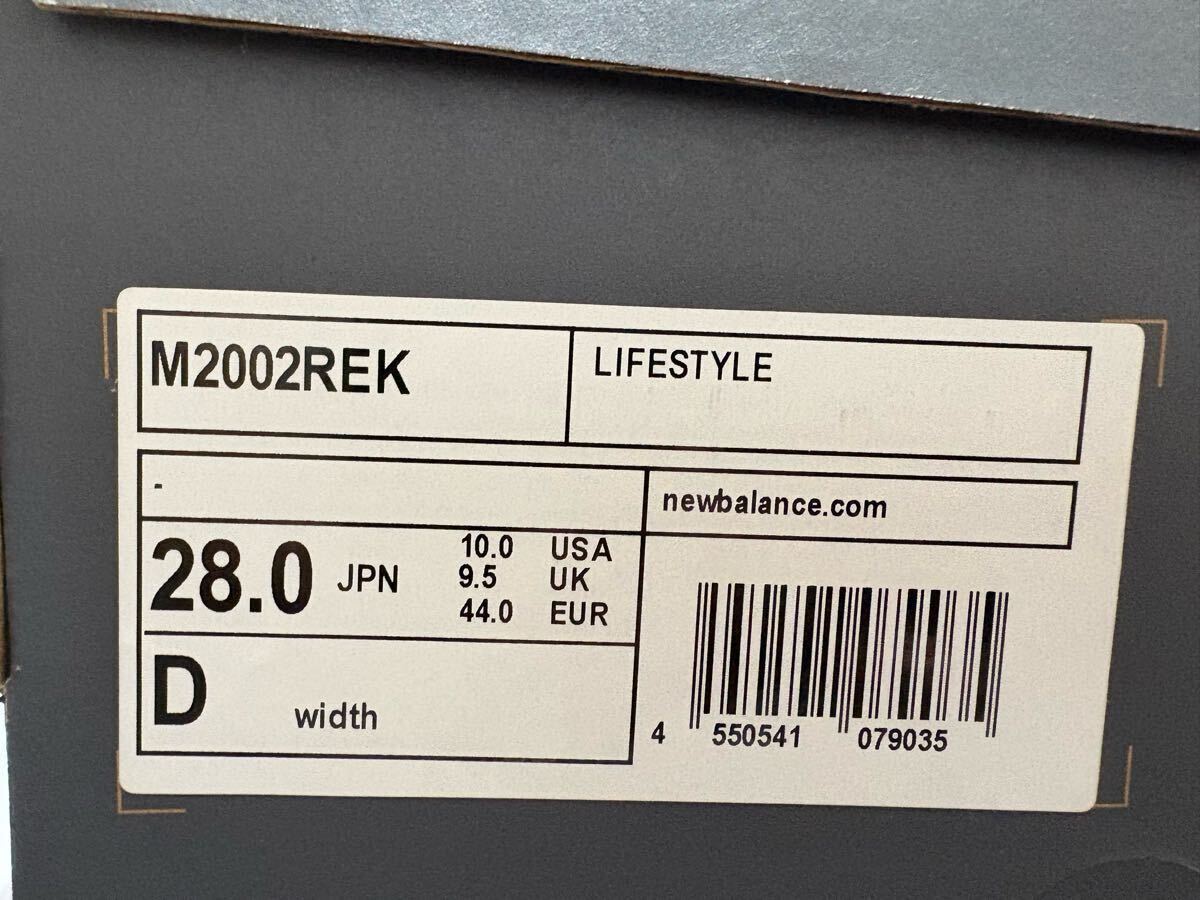 M2002REK
LIFESTYLE
-
newbalance.com
28.0 JPN
10.0 USA
9.5 UK
44.0 EUR
D width
4 550541 079035